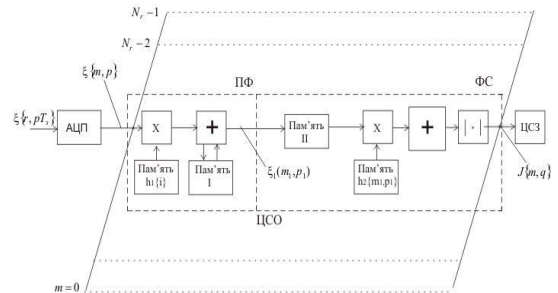 N_r − 1
N_r − 2
ξ{m, p}
ПФ
ФС
ξ{r, pT_s}
АЦП
X
+
Пам'ять II
X
+
| · |
ЦСЗ
Пам'ять h1{i}
Пам'ять I
ξ₁(m₁, p₁)
Пам'ять h2{m1,p1}
J{m, q}
ЦСО
m = 0